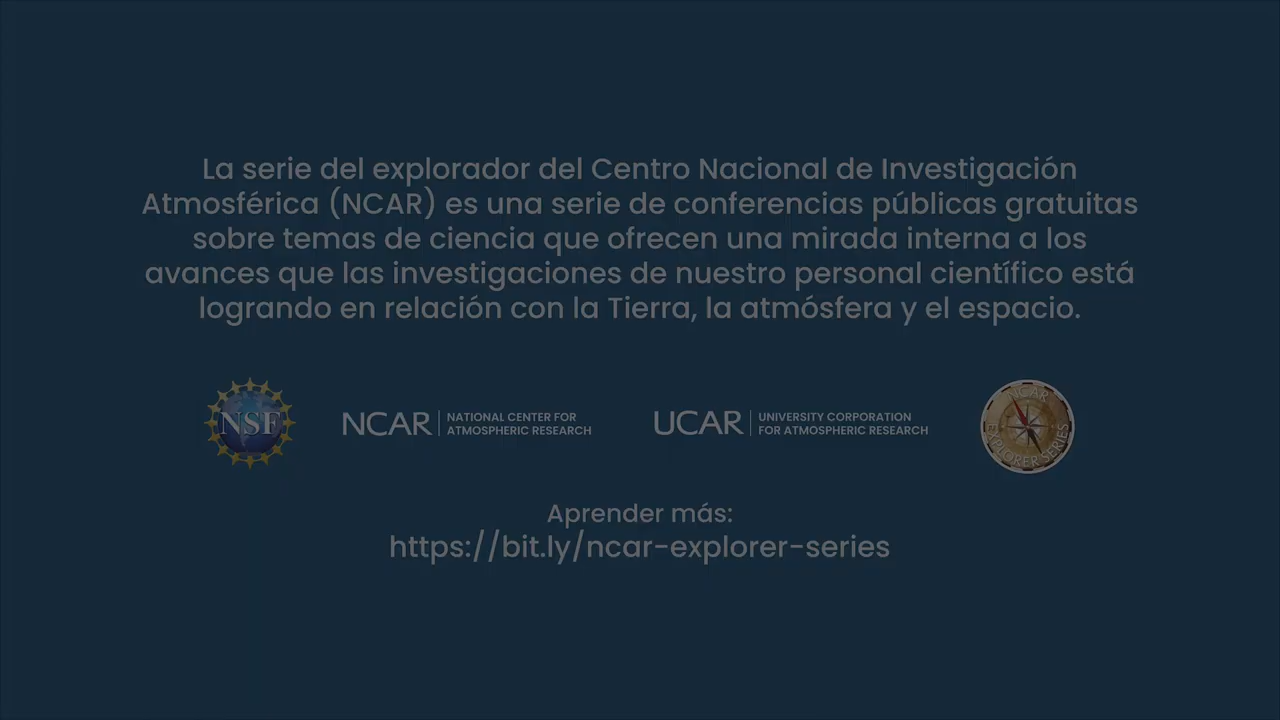 La serie del explorador del Centro Nacional de Investigación
Atmosférica (NCAR) es una serie de conferencias públicas gratuitas
sobre temas de ciencia que ofrecen una mirada interna a los
avances que las investigaciones de nuestro personal científico está
logrando en relación con la Tierra, la atmósfera y el espacio.
NSF
NCAR
NATIONAL CENTER FOR
ATMOSPHERIC RESEARCH
UCAR
UNIVERSITY CORPORATION
FOR ATMOSPHERIC RESEARCH
NCAR
EXPLORER SERIES
Aprender más:
https://bit.ly/ncar-explorer-series